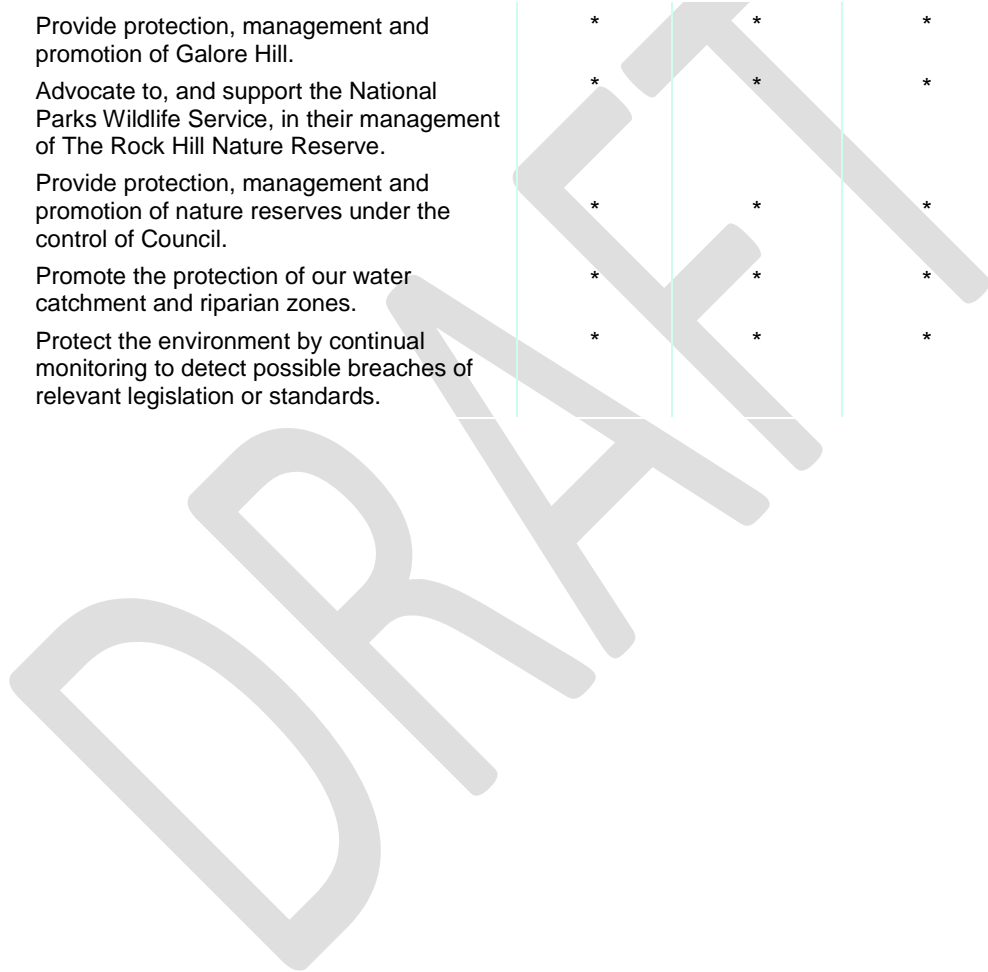 Provide protection, management and * * *
promotion of Galore Hill.
Advocate to, and support the National * * *
Parks Wildlife Service, in their management
of The Rock Hill Nature Reserve.
Provide protection, management and
promotion of nature reserves under the * * *
control of Council.
Promote the protection of our water * * *
catchment and riparian zones.
Protect the environment by continual * * *
monitoring to detect possible breaches of
relevant legislation or standards.
DRAFT